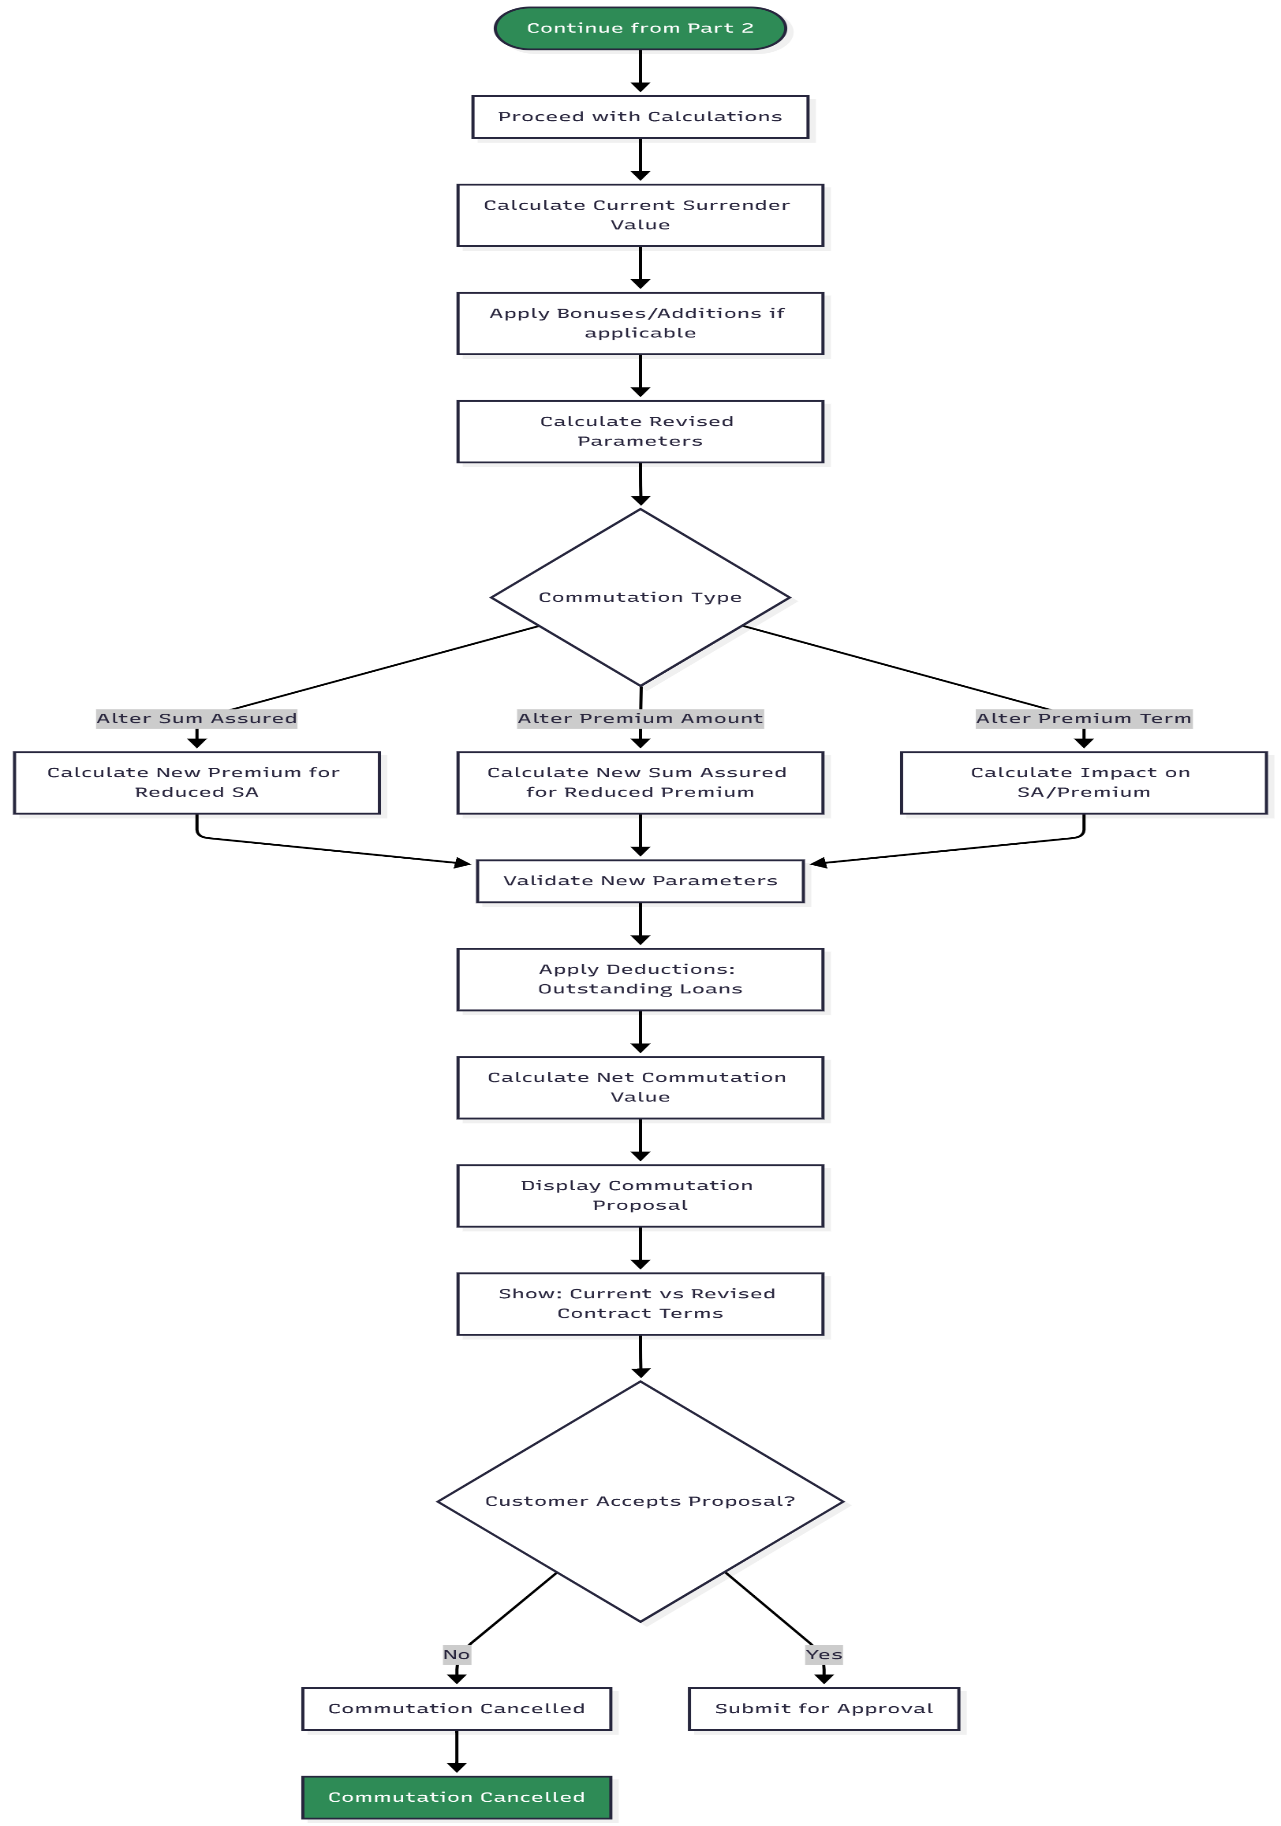 Continue from Part 2
Proceed with Calculations
Calculate Current Surrender
Value
Apply Bonuses/Additions if
applicable
Calculate Revised
Parameters
Commutation Type
Alter Sum Assured
Alter Premium Amount
Alter Premium Term
Calculate New Premium for
Reduced SA
Calculate New Sum Assured
for Reduced Premium
Calculate Impact on
SA/Premium
Validate New Parameters
Apply Deductions:
Outstanding Loans
Calculate Net Commutation
Value
Display Commutation
Proposal
Show: Current vs Revised
Contract Terms
Customer Accepts Proposal?
No
Yes
Commutation Cancelled
Submit for Approval
Commutation Cancelled